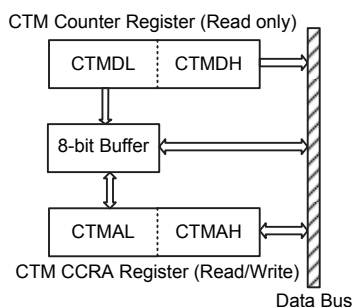 CTM Counter Register (Read only)
CTMDL CTMDH
8-bit Buffer
CTMAL CTMAH
CTM CCRA Register (Read/Write)
Data Bus